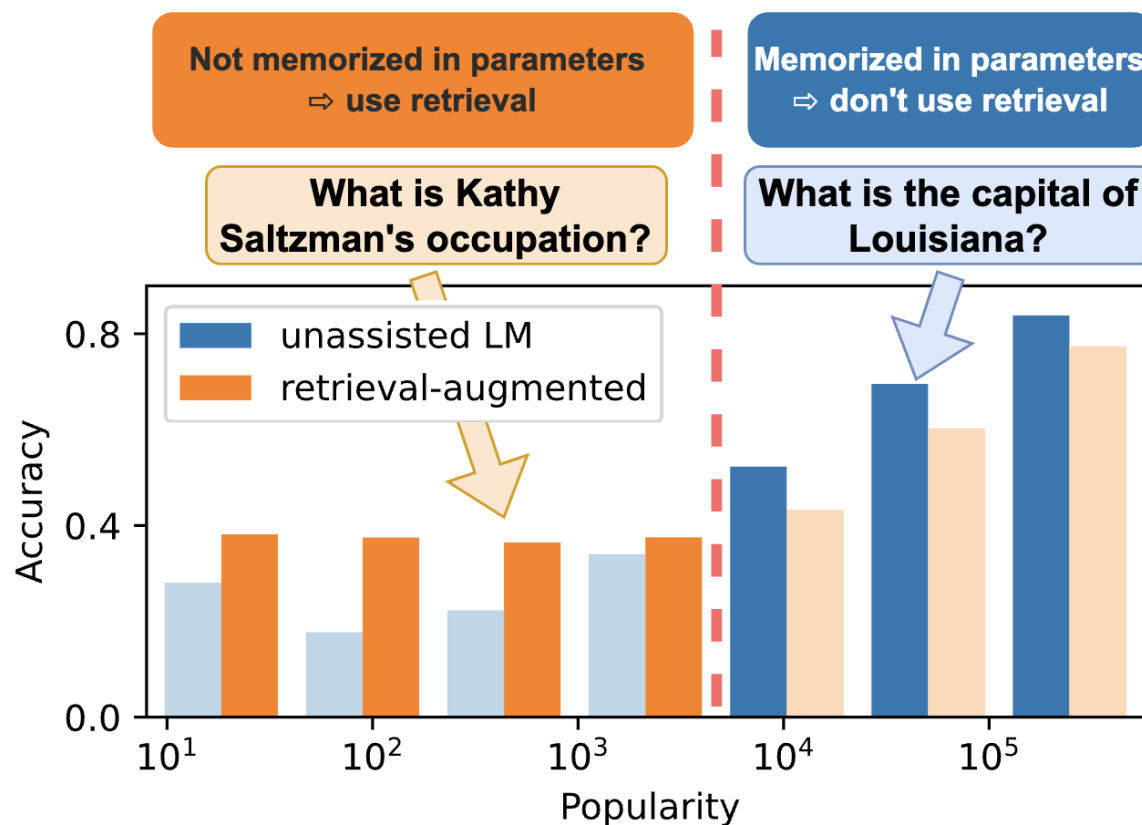 Not memorized in parameters
⇨ use retrieval
Memorized in parameters
⇨ don't use retrieval
What is Kathy
Saltzman's occupation?
What is the capital of
Louisiana?
unassisted LM
retrieval-augmented
Accuracy
0.8
0.4
0.0
10¹
10²
10³
10⁴
10⁵
Popularity